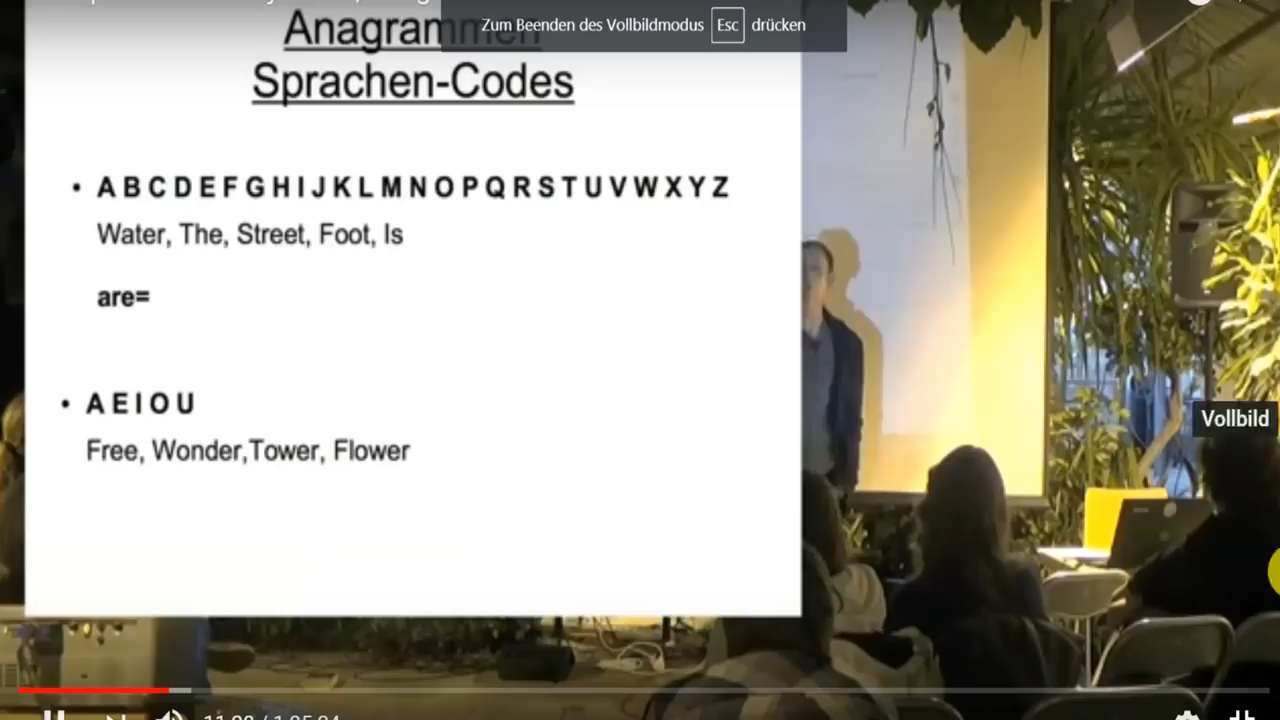 Zum Beenden des Vollbildmodus Esc drücken
Anagrammen
Sprachen-Codes
• A B C D E F G H I J K L M N O P Q R S T U V W X Y Z
Water, The, Street, Foot, Is
are=
• A E I O U
Free, Wonder,Tower, Flower
Vollbild